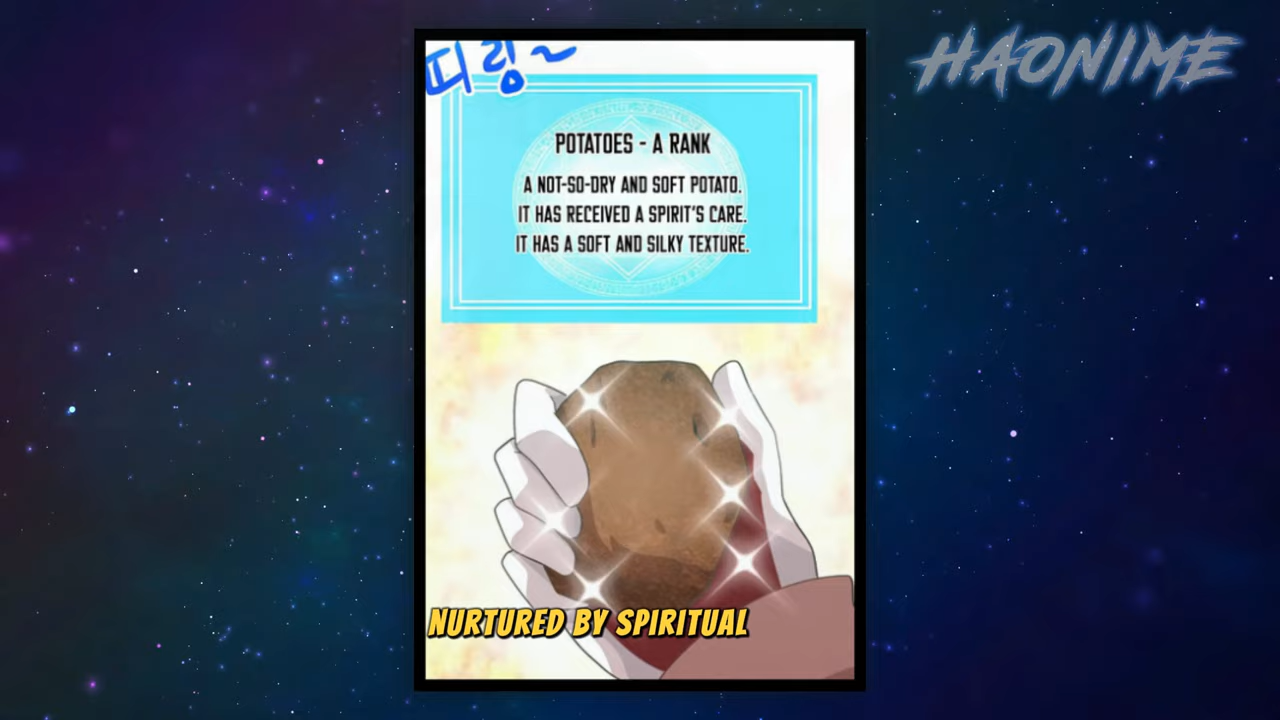 HAONIME
띠링~
POTATOES - A RANK
A NOT-SO-DRY AND SOFT POTATO.
IT HAS RECEIVED A SPIRIT'S CARE.
IT HAS A SOFT AND SILKY TEXTURE.
NURTURED BY SPIRITUAL